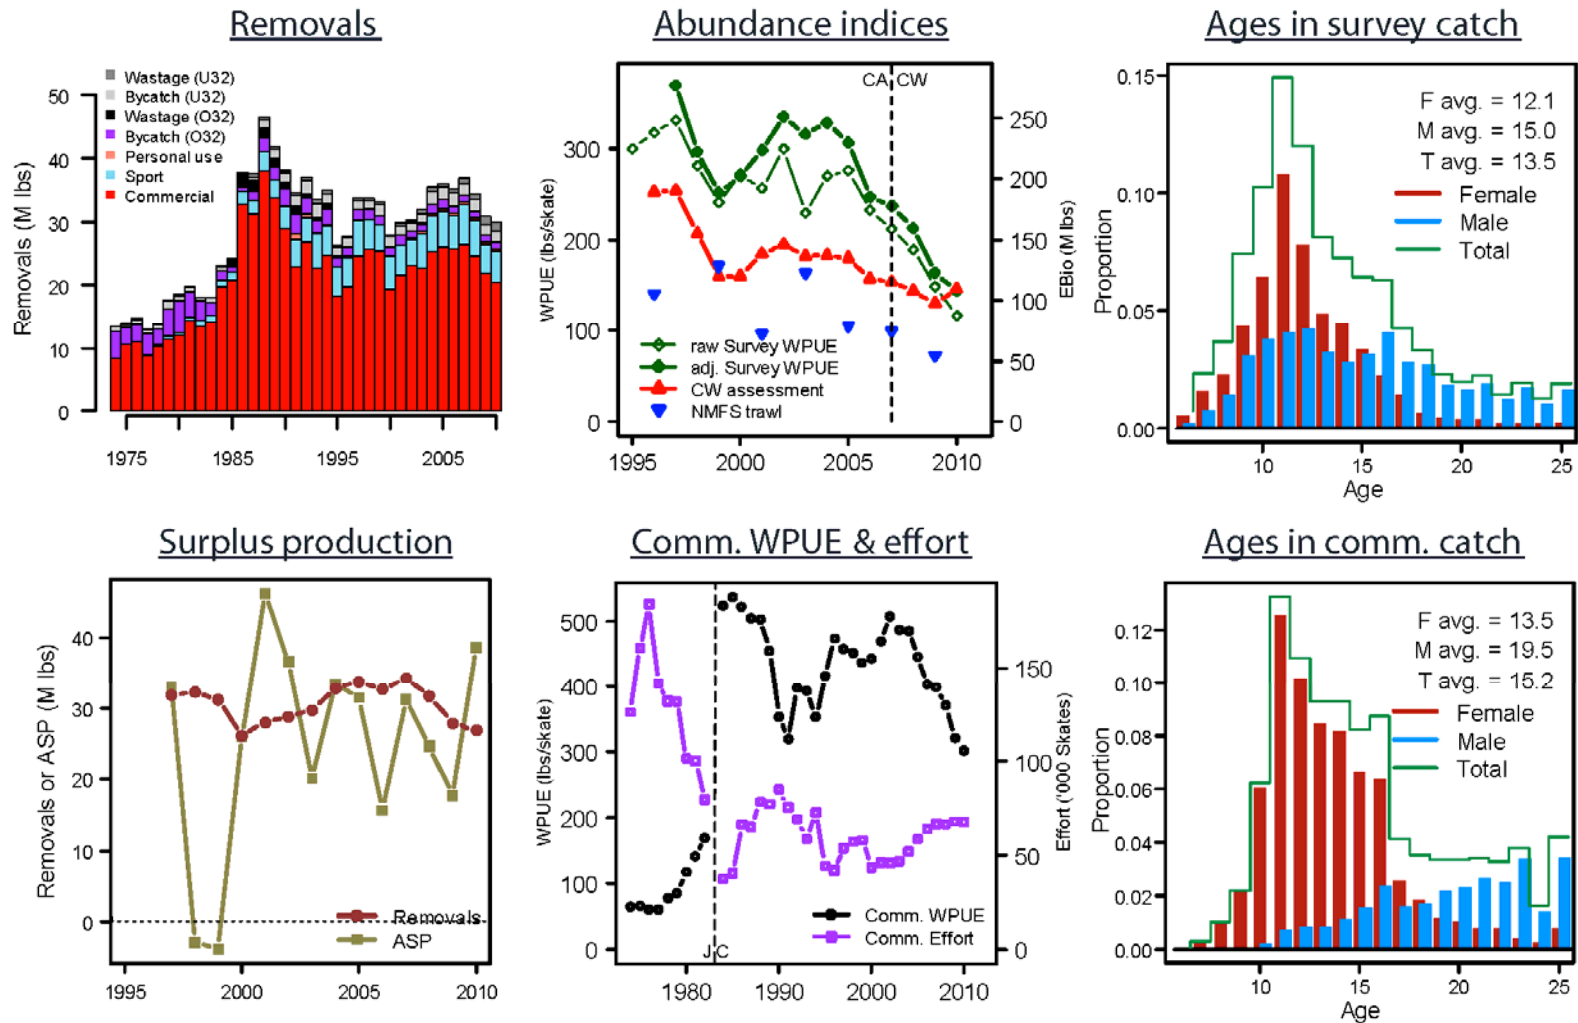 Removals
Wastage (U32)
Bycatch (U32)
Wastage (O32)
Bycatch (O32)
Personal use
Sport
Commercial
Removals (M lbs)
50
40
30
20
10
0
1975
1985
1995
2005
Abundance indices
CA CW
WPUE (lbs/skate)
300
200
100
0
EBio (M lbs)
250
200
150
100
50
0
raw Survey WPUE
adj. Survey WPUE
CW assessment
NMFS trawl
1995
2000
2005
2010
Ages in survey catch
F avg. = 12.1
M avg. = 15.0
T avg. = 13.5
Female
Male
Total
Proportion
0.15
0.10
0.05
0.00
10
15
20
25
Age
Surplus production
Removals or ASP (M lbs)
40
30
20
10
0
Removals
ASP
1995
2000
2005
2010
Comm. WPUE & effort
WPUE (lbs/skate)
500
400
300
200
100
0
Effort ('000 Skates)
150
100
50
0
J C
Comm. WPUE
Comm. Effort
1980
1990
2000
2010
Ages in comm. catch
F avg. = 13.5
M avg. = 19.5
T avg. = 15.2
Female
Male
Total
Proportion
0.12
0.10
0.08
0.06
0.04
0.02
0.00
10
15
20
25
Age